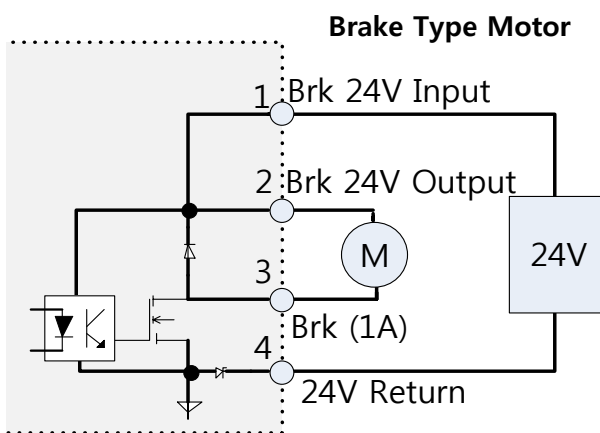 Brake Type Motor
1 Brk 24V Input
2 Brk 24V Output
M
24V
3
Brk (1A)
4
24V Return